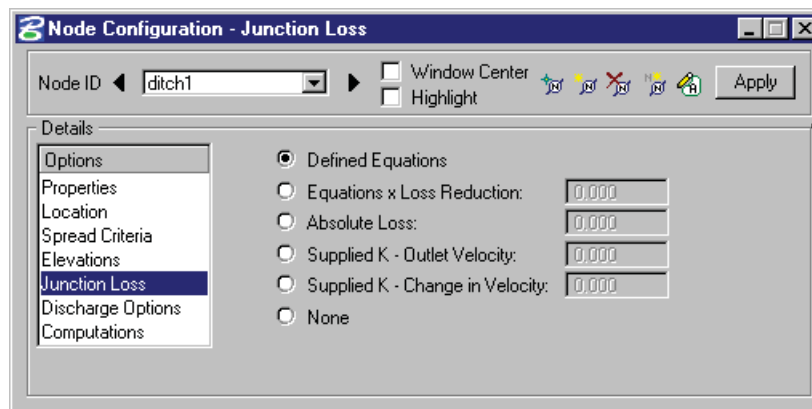 Node Configuration - Junction Loss
Node ID ditch1 Window Center Apply
Highlight
Details
Options
Properties
Location
Spread Criteria
Elevations
Junction Loss
Discharge Options
Computations
Defined Equations
Equations x Loss Reduction: 0.000
Absolute Loss: 0.000
Supplied K - Outlet Velocity: 0.000
Supplied K - Change in Velocity: 0.000
None